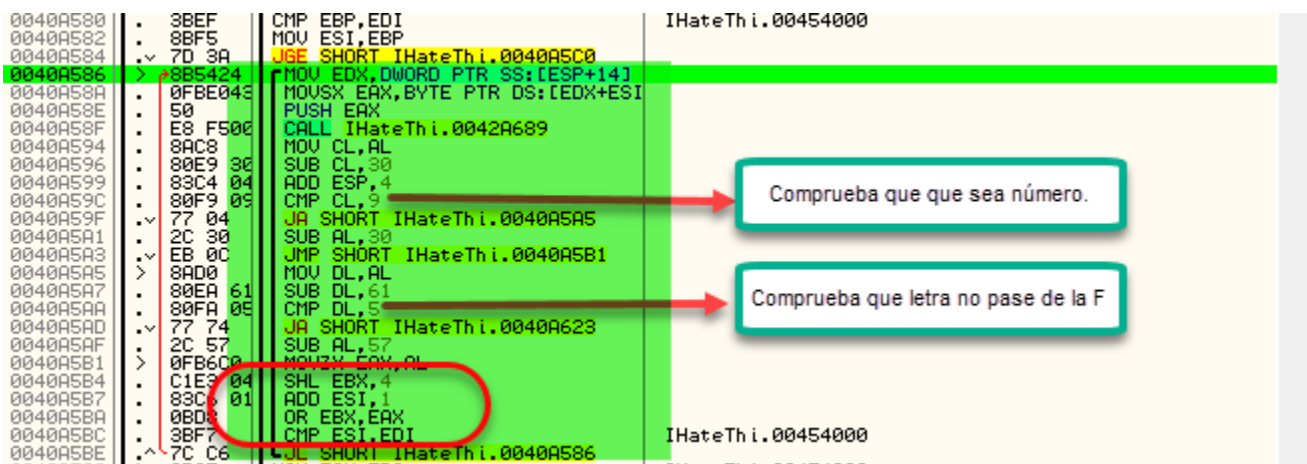 0040A580 . 3BEF CMP EBP,EDI IHateThi.00454000
0040A582 . 8BF5 MOV ESI,EBP
0040A584 .v 7D 3A JGE SHORT IHateThi.0040A5C0
0040A586 > 8B5424 MOV EDX,DWORD PTR SS:[ESP+14]
0040A58A . 0FBE043 MOVSX EAX,BYTE PTR DS:[EDX+ESI
0040A58E . 50 PUSH EAX
0040A58F . E8 F500 CALL IHateThi.0042A689
0040A594 . 8AC8 MOV CL,AL
0040A596 . 80E9 30 SUB CL,30
0040A599 . 83C4 04 ADD ESP,4
0040A59C . 80F9 09 CMP CL,9 Comprueba que que sea número.
0040A59F .v 77 04 JA SHORT IHateThi.0040A5A5
0040A5A1 . 2C 30 SUB AL,30
0040A5A3 .v EB 0C JMP SHORT IHateThi.0040A5B1
0040A5A5 > 8AD0 MOV DL,AL
0040A5A7 . 80EA 61 SUB DL,61
0040A5AA . 80FA 05 CMP DL,5 Comprueba que letra no pase de la F
0040A5AD .v 77 74 JA SHORT IHateThi.0040A623
0040A5AF . 2C 57 SUB AL,57
0040A5B1 > 0FB6C0 MOVZX EAX,AL
0040A5B4 . C1E3 04 SHL EBX,4
0040A5B7 . 83C6 01 ADD ESI,1
0040A5BA . 0BD8 OR EBX,EAX
0040A5BC . 3BF7 CMP ESI,EDI IHateThi.00454000
0040A5BE .^ 7C C6 JL SHORT IHateThi.0040A586